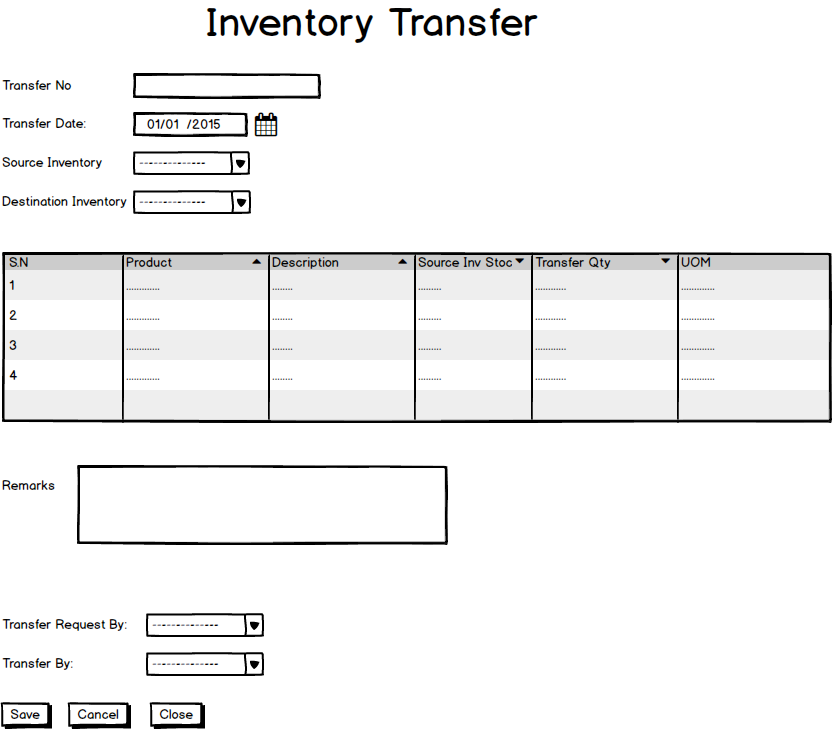 Inventory Transfer
Transfer No
Transfer Date: 01/01 /2015
Source Inventory --------------
Destination Inventory --------------
S.N Product Description Source Inv Stoc Transfer Qty UOM
1 ............. ........ ......... ............ .............
2 ............. ........ ......... ............ .............
3 ............. ........ ......... ............ .............
4 ............. ........ ......... ............ .............
Remarks
Transfer Request By: --------------
Transfer By: --------------
Save Cancel Close